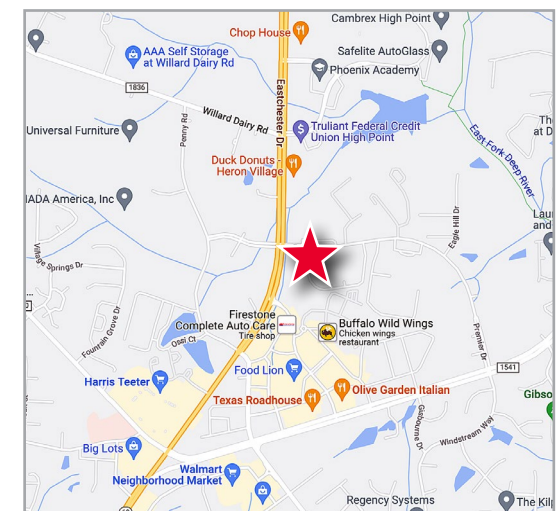 Cambrex High Point
Chop House
AAA Self Storage
at Willard Dairy Rd
Safelite AutoGlass
Phoenix Academy
1836
Eastchester Dr
Willard Dairy Rd
Penny Rd
Universal Furniture
Truliant Federal Credit
Union High Point
East Fork Deep River
Duck Donuts -
Heron Village
IADA America, Inc
Eagle Hill Dr
Village Springs Dr
Firestone
Complete Auto Care
Tire shop
Buffalo Wild Wings
Chicken wings
restaurant
Fountain Grove Dr
Ossi Ct
Premier Dr
1541
Food Lion
Harris Teeter
Texas Roadhouse
Olive Garden Italian
Gisbourne Dr
Windstream Way
Big Lots
Walmart
Neighborhood Market
Regency Systems